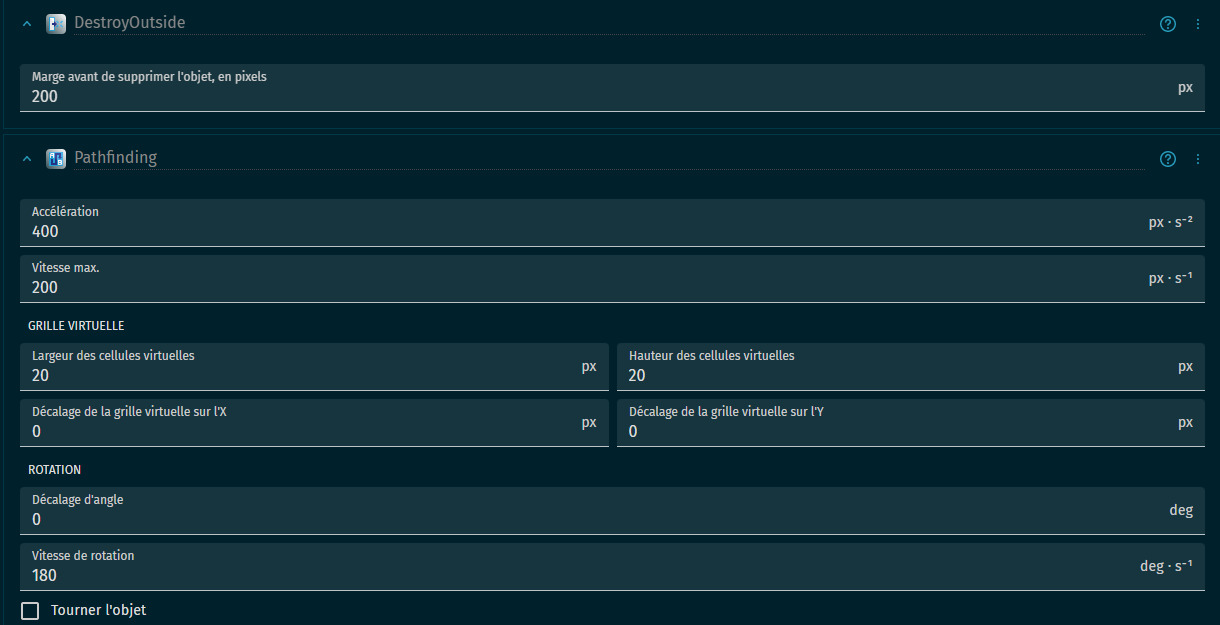 DestroyOutside
Marge avant de supprimer l'objet, en pixels
200 px
Pathfinding
Accélération
400 px · s⁻²
Vitesse max.
200 px · s⁻¹
GRILLE VIRTUELLE
Largeur des cellules virtuelles
20 px
Hauteur des cellules virtuelles
20 px
Décalage de la grille virtuelle sur l'X
0 px
Décalage de la grille virtuelle sur l'Y
0 px
ROTATION
Décalage d'angle
0 deg
Vitesse de rotation
180 deg · s⁻¹
Tourner l'objet